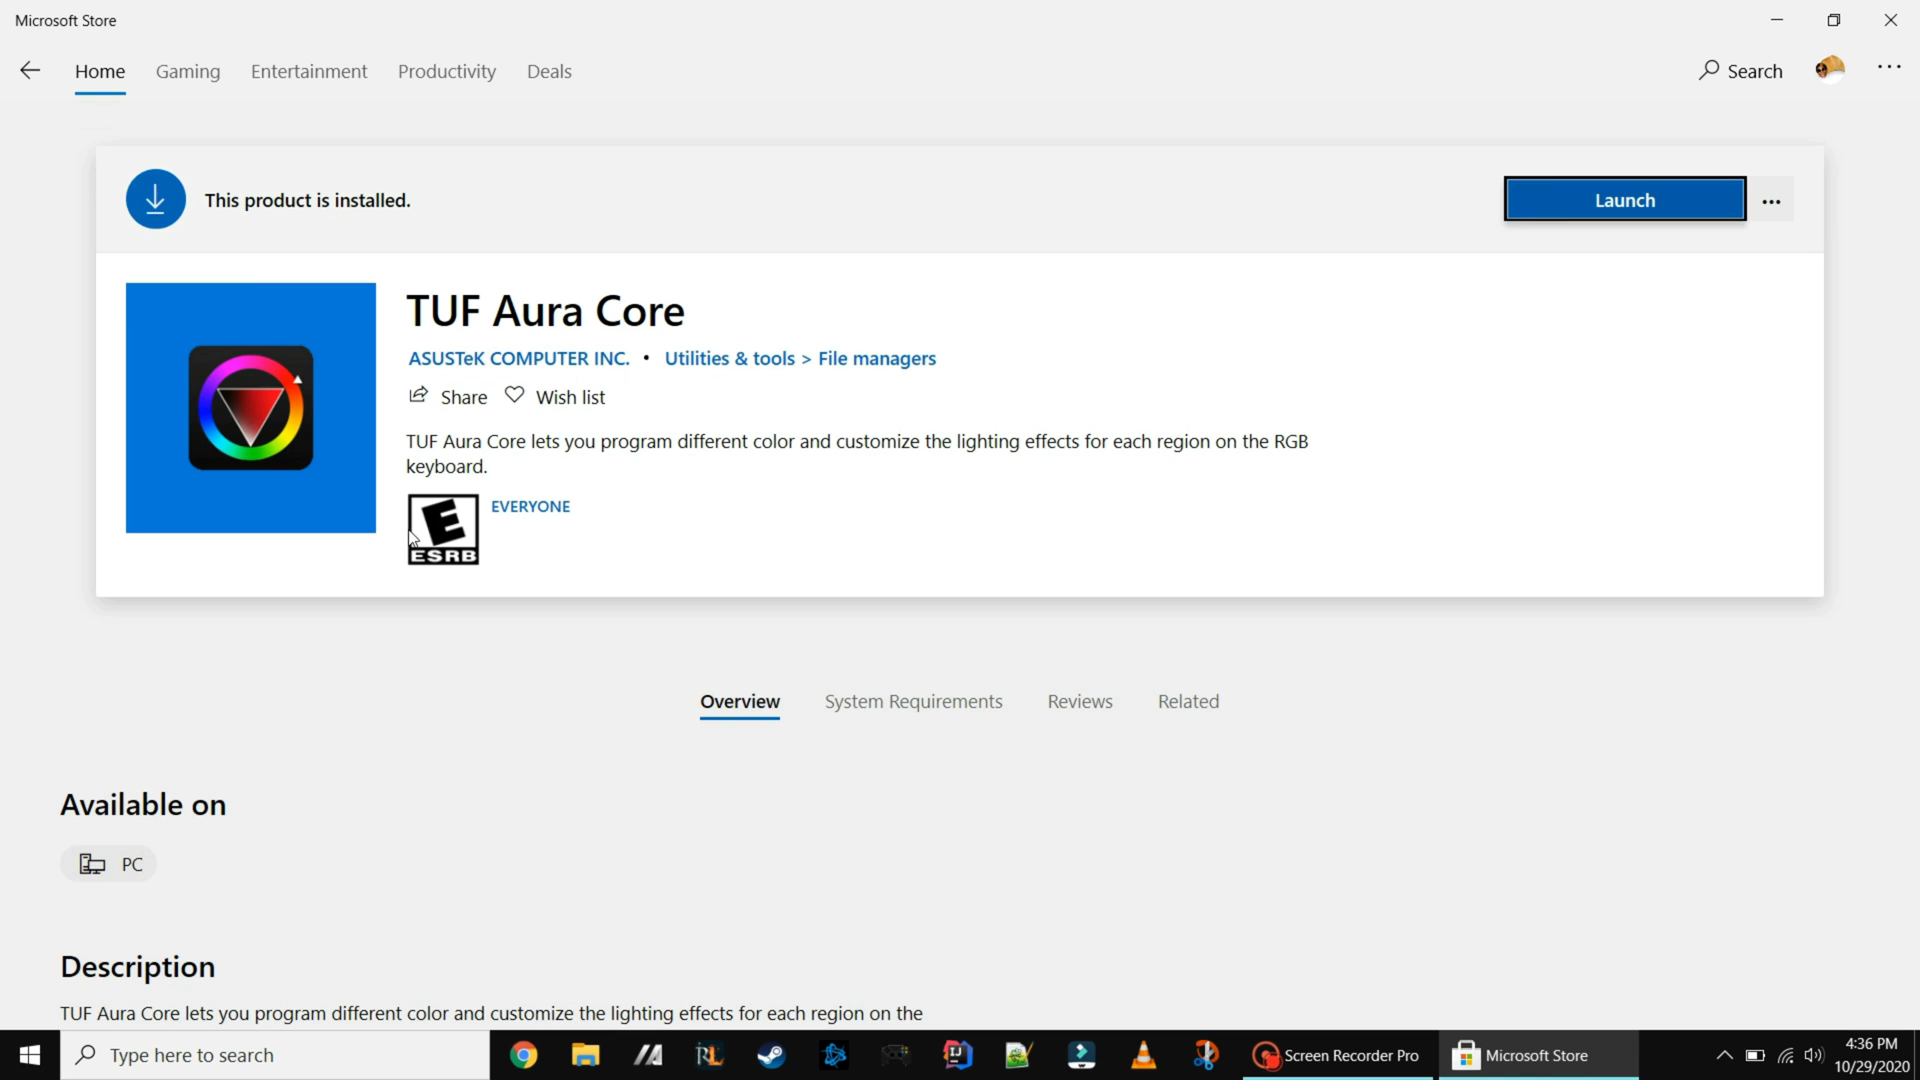 Microsoft Store
Home Gaming Entertainment Productivity Deals Search
This product is installed. Launch
TUF Aura Core
ASUSTeK COMPUTER INC. • Utilities & tools > File managers
Share Wish list
TUF Aura Core lets you program different color and customize the lighting effects for each region on the RGB
keyboard.
E EVERYONE
ESRB
Overview System Requirements Reviews Related
Available on
PC
Description
TUF Aura Core lets you program different color and customize the lighting effects for each region on the
Type here to search RL IJ Screen Recorder Pro Microsoft Store 4:36 PM
10/29/2020